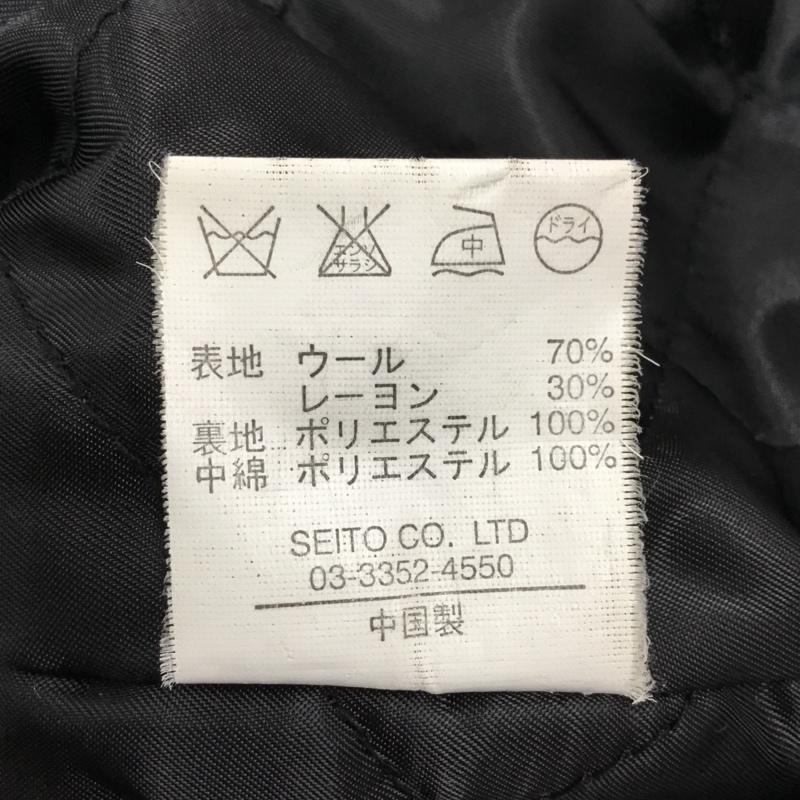 エンソ
サラシ
中
ドライ
表地 ウール 70%
レーヨン 30%
裏地 ポリエステル 100%
中綿 ポリエステル 100%
SEITO CO. LTD
03-3352-4550
中国製